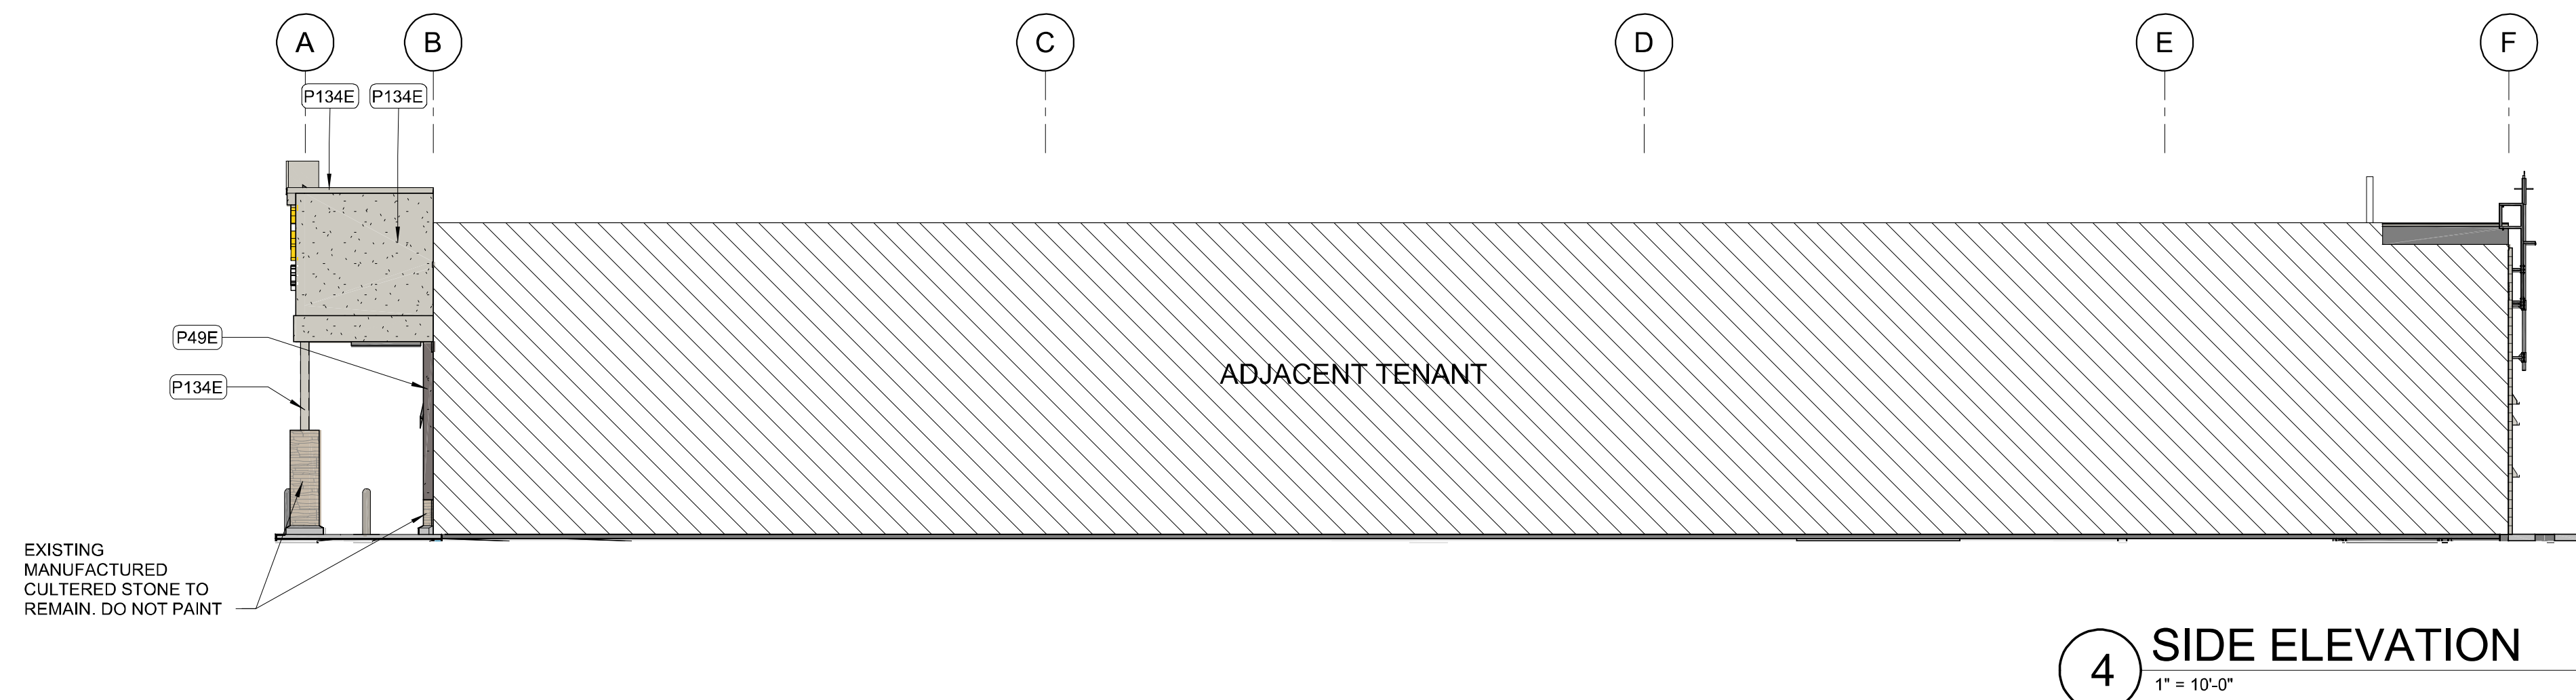 A
B
C
D
E
F
P134E
P134E
P49E
P134E
ADJACENT TENANT
EXISTING
MANUFACTURED
CULTERED STONE TO
REMAIN. DO NOT PAINT
4
SIDE ELEVATION
1" = 10'-0"